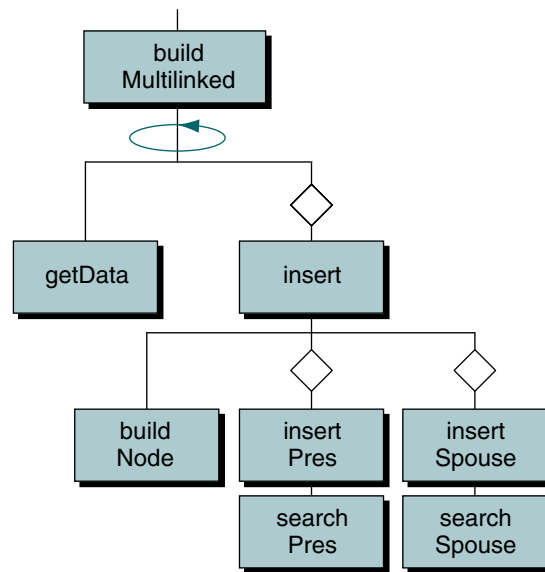 build
Multilinked
getData
insert
build
Node
insert
Pres
insert
Spouse
search
Pres
search
Spouse